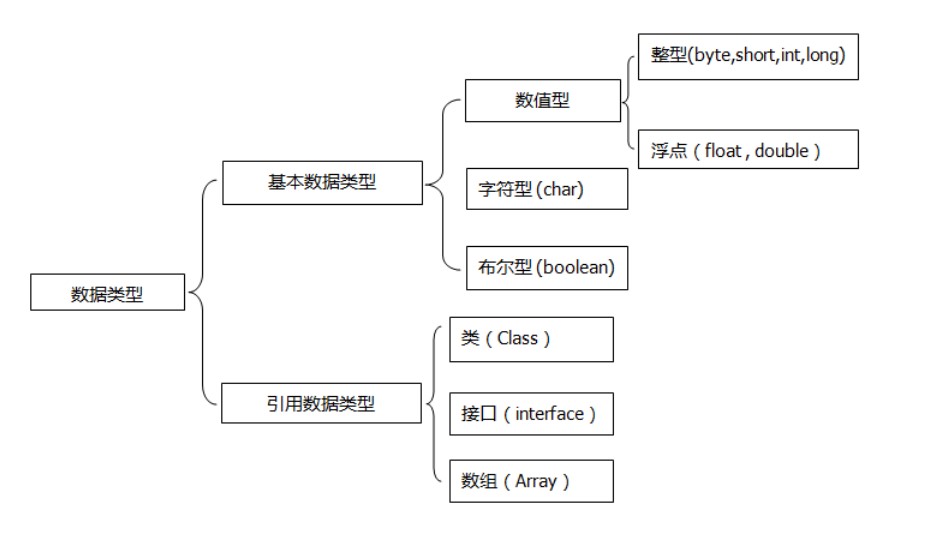 数据类型
基本数据类型
数值型
整型(byte,short,int,long)
浮点（float , double）
字符型 (char)
布尔型 (boolean)
引用数据类型
类（Class）
接口（interface）
数组（Array）